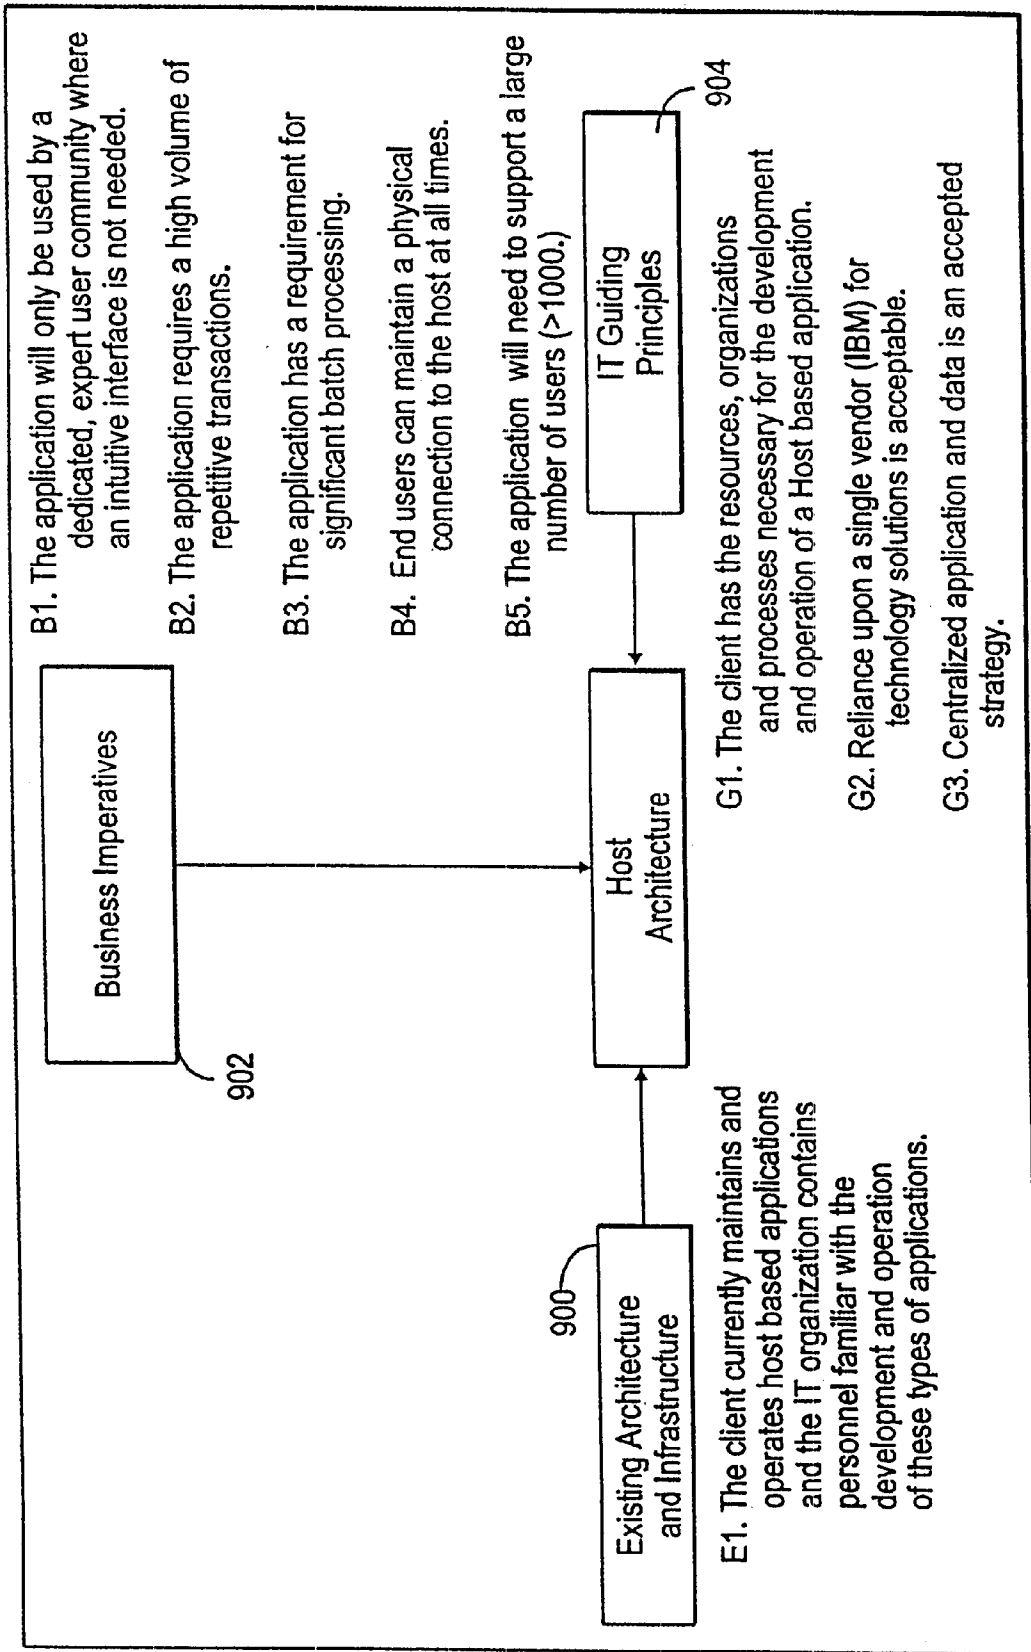 Business Imperatives
902
B1. The application will only be used by a
dedicated, expert user community where
an intuitive interface is not needed.
B2. The application requires a high volume of
repetitive transactions.
B3. The application has a requirement for
significant batch processing.
B4. End users can maintain a physical
connection to the host at all times.
B5. The application will need to support a large
number of users (>1000.)
900
Existing Architecture
and Infrastructure
Host
Architecture
IT Guiding
Principles
904
E1. The client currently maintains and
operates host based applications
and the IT organization contains
personnel familiar with the
development and operation
of these types of applications.
G1. The client has the resources, organizations
and processes necessary for the development
and operation of a Host based application.
G2. Reliance upon a single vendor (IBM) for
technology solutions is acceptable.
G3. Centralized application and data is an accepted
strategy.